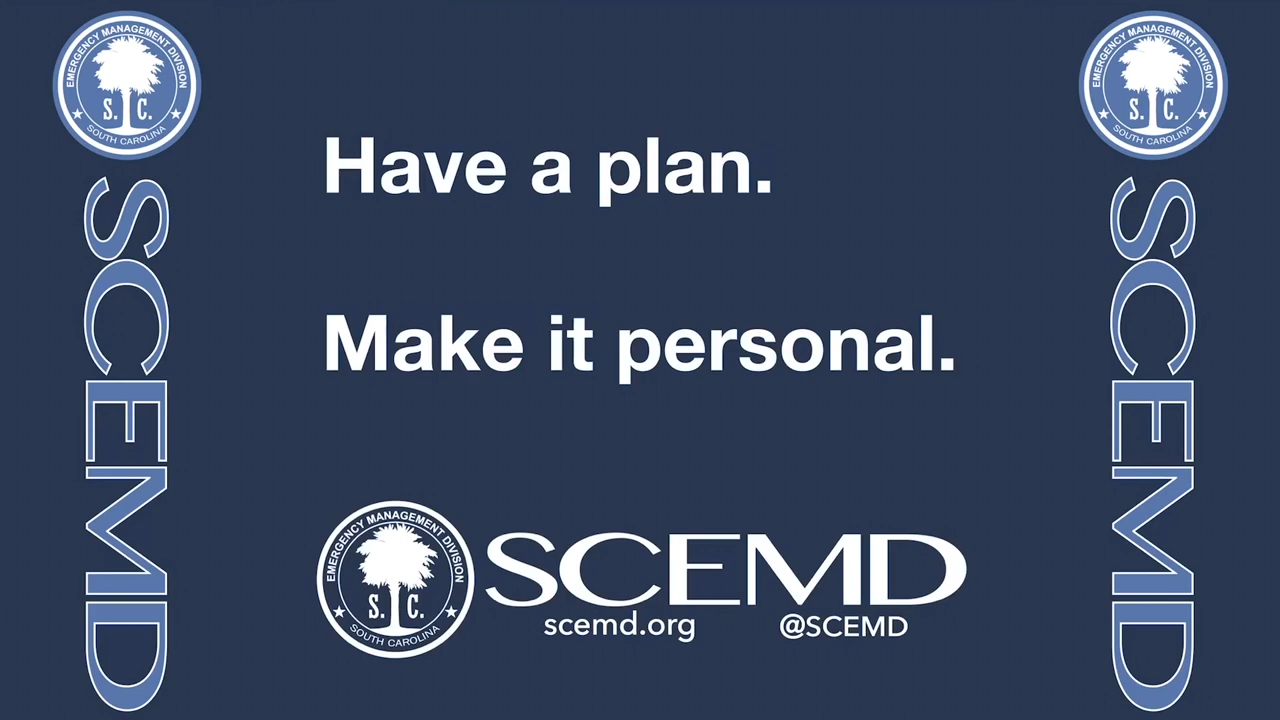 EMERGENCY MANAGEMENT DIVISION
S. C.
SOUTH CAROLINA
SCEMD
Have a plan.
Make it personal.
EMERGENCY MANAGEMENT DIVISION
S. C.
SOUTH CAROLINA
SCEMD
scemd.org
@SCEMD
EMERGENCY MANAGEMENT DIVISION
S. C.
SOUTH CAROLINA
SCEMD